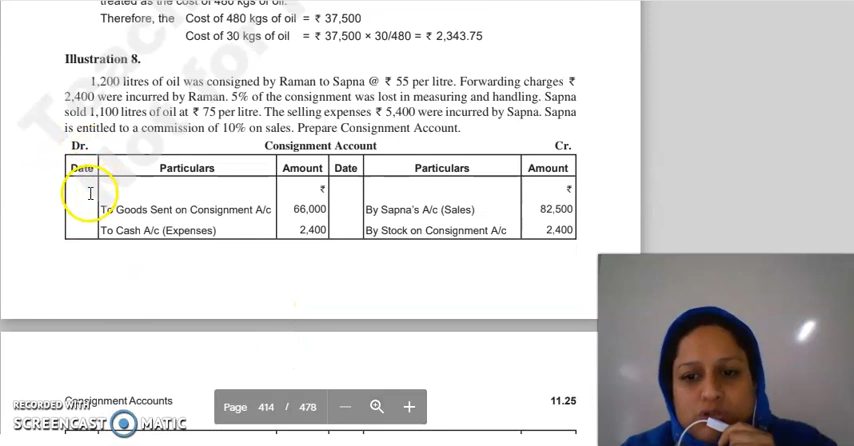 treated as the cost of 480 kgs of oil.
Therefore, the Cost of 480 kgs of oil = ₹ 37,500
Cost of 30 kgs of oil = ₹ 37,500 × 30/480 = ₹ 2,343.75
Illustration 8.
1,200 litres of oil was consigned by Raman to Sapna @ ₹ 55 per litre. Forwarding charges ₹
2,400 were incurred by Raman. 5% of the consignment was lost in measuring and handling. Sapna
sold 1,100 litres of oil at ₹ 75 per litre. The selling expenses ₹ 5,400 were incurred by Sapna. Sapna
is entitled to a commission of 10% on sales. Prepare Consignment Account.
Dr. Consignment Account Cr.
Date Particulars Amount Date Particulars Amount
₹ ₹
To Goods Sent on Consignment A/c 66,000 By Sapna's A/c (Sales) 82,500
To Cash A/c (Expenses) 2,400 By Stock on Consignment A/c 2,400
Consignment Accounts 11.25
Page 414 / 478
RECORDED WITH
SCREENCAST MATIC